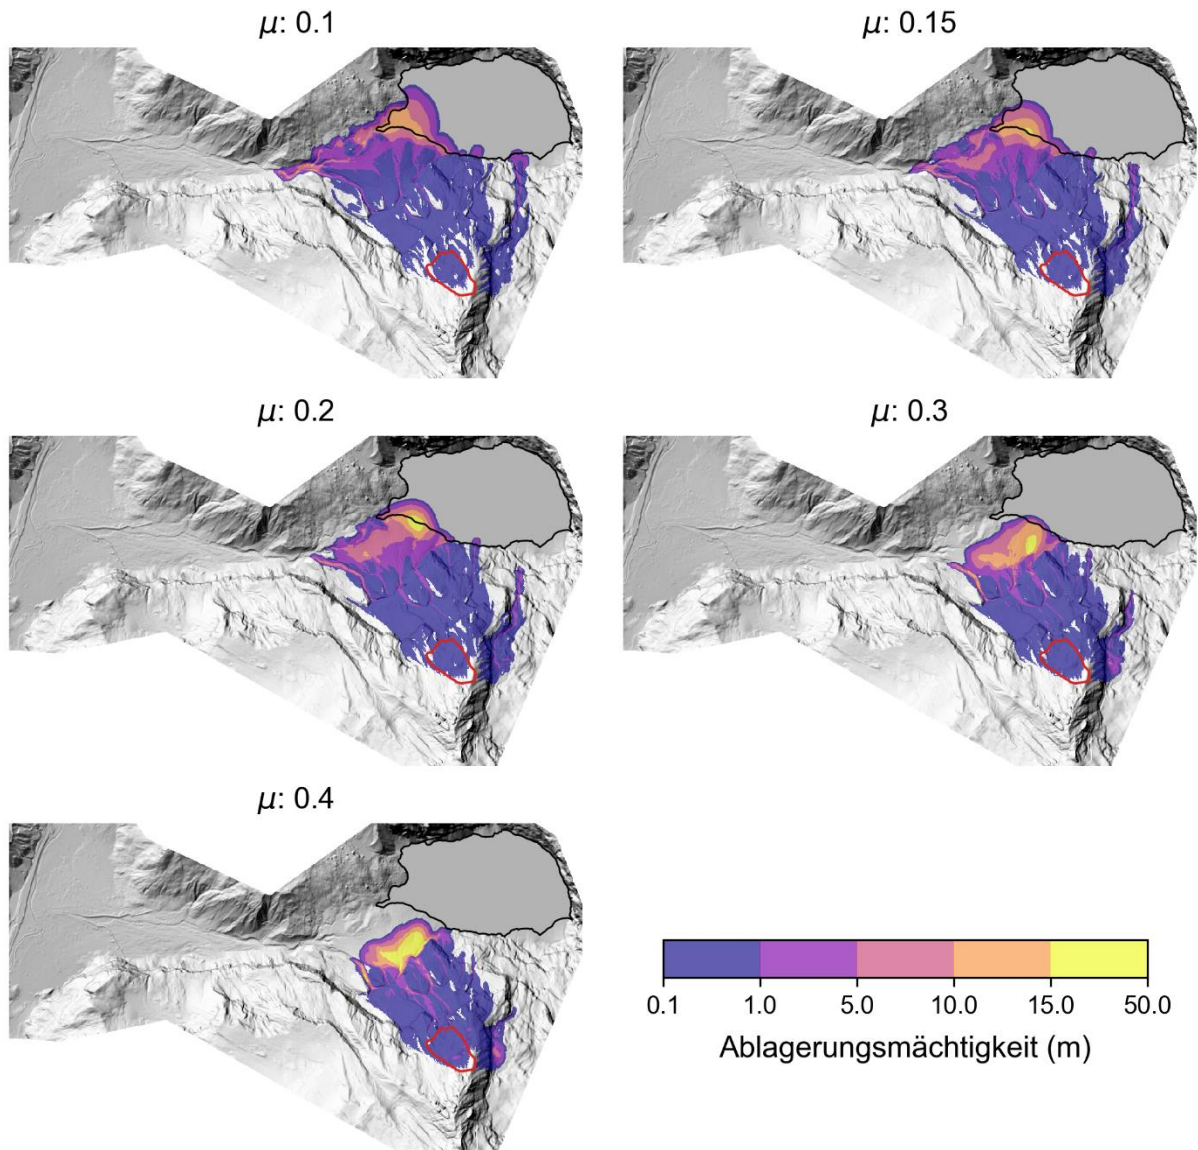 μ: 0.1
μ: 0.15
μ: 0.2
μ: 0.3
μ: 0.4
0.1 1.0 5.0 10.0 15.0 50.0
Ablagerungsmächtigkeit (m)